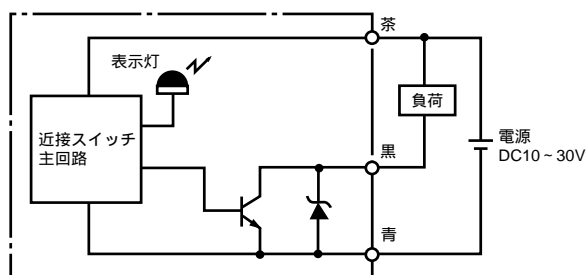 茶
表示灯
負荷
近接スイッチ
主回路
電源
DC10~30V
黒
青